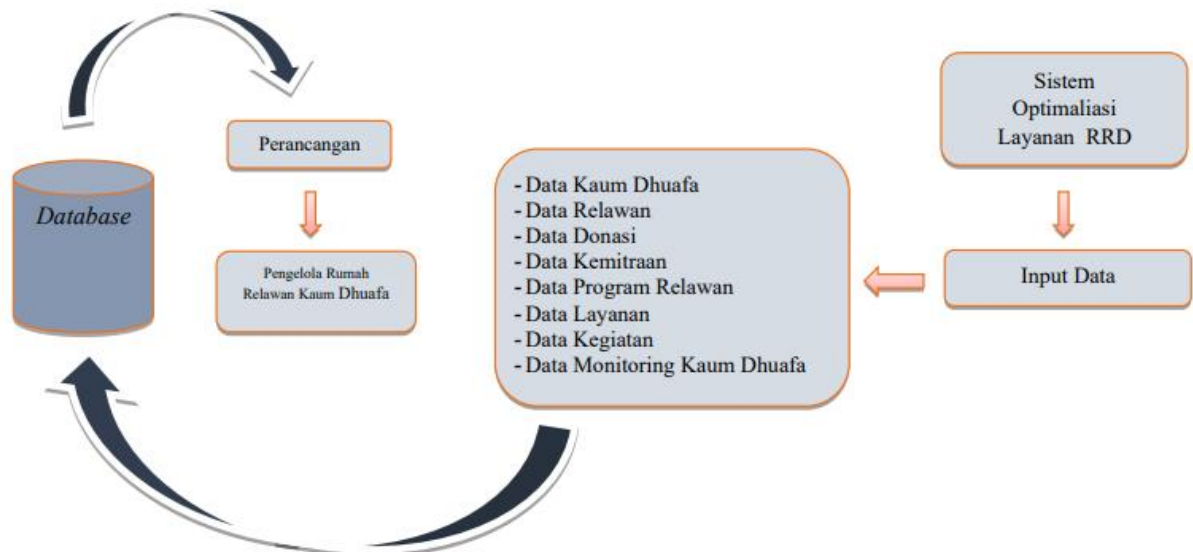 Database
Perancangan
Pengelola Rumah
Relawan Kaum Dhuafa
- Data Kaum Dhuafa
- Data Relawan
- Data Donasi
- Data Kemitraan
- Data Program Relawan
- Data Layanan
- Data Kegiatan
- Data Monitoring Kaum Dhuafa
Sistem
Optimaliasi
Layanan RRD
Input Data